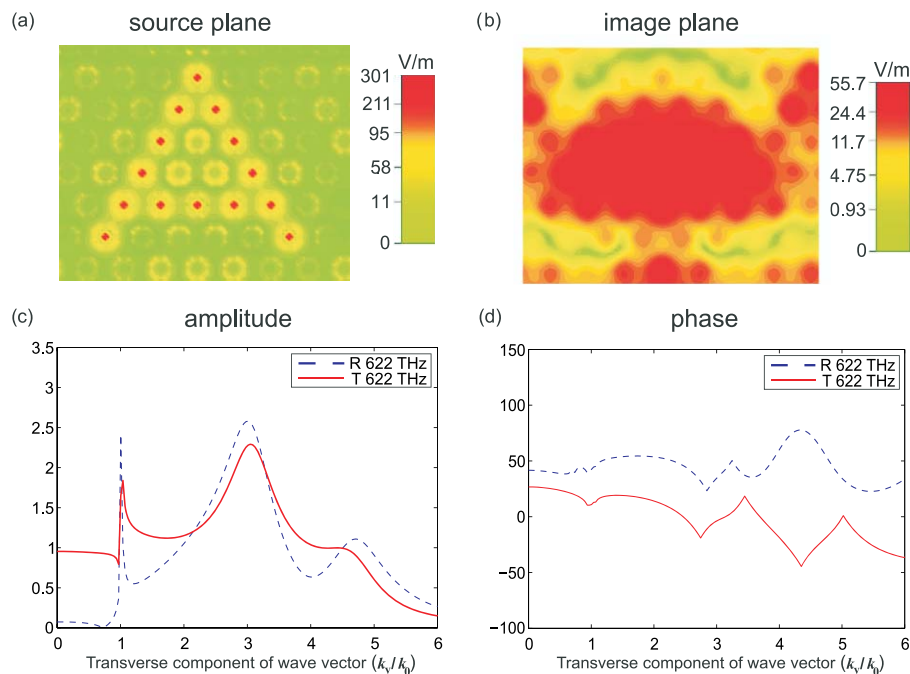 (a) source plane
V/m
301
211
95
58
11
0
(b) image plane
V/m
55.7
24.4
11.7
4.75
0.93
0
(c) amplitude
3.5
3
2.5
2
1.5
1
0.5
0
R 622 THz
T 622 THz
0 1 2 3 4 5 6
Transverse component of wave vector (kᵧ/k₀)
(d) phase
150
100
50
0
−50
−100
R 622 THz
T 622 THz
0 1 2 3 4 5 6
Transverse component of wave vector (kᵧ/k₀)